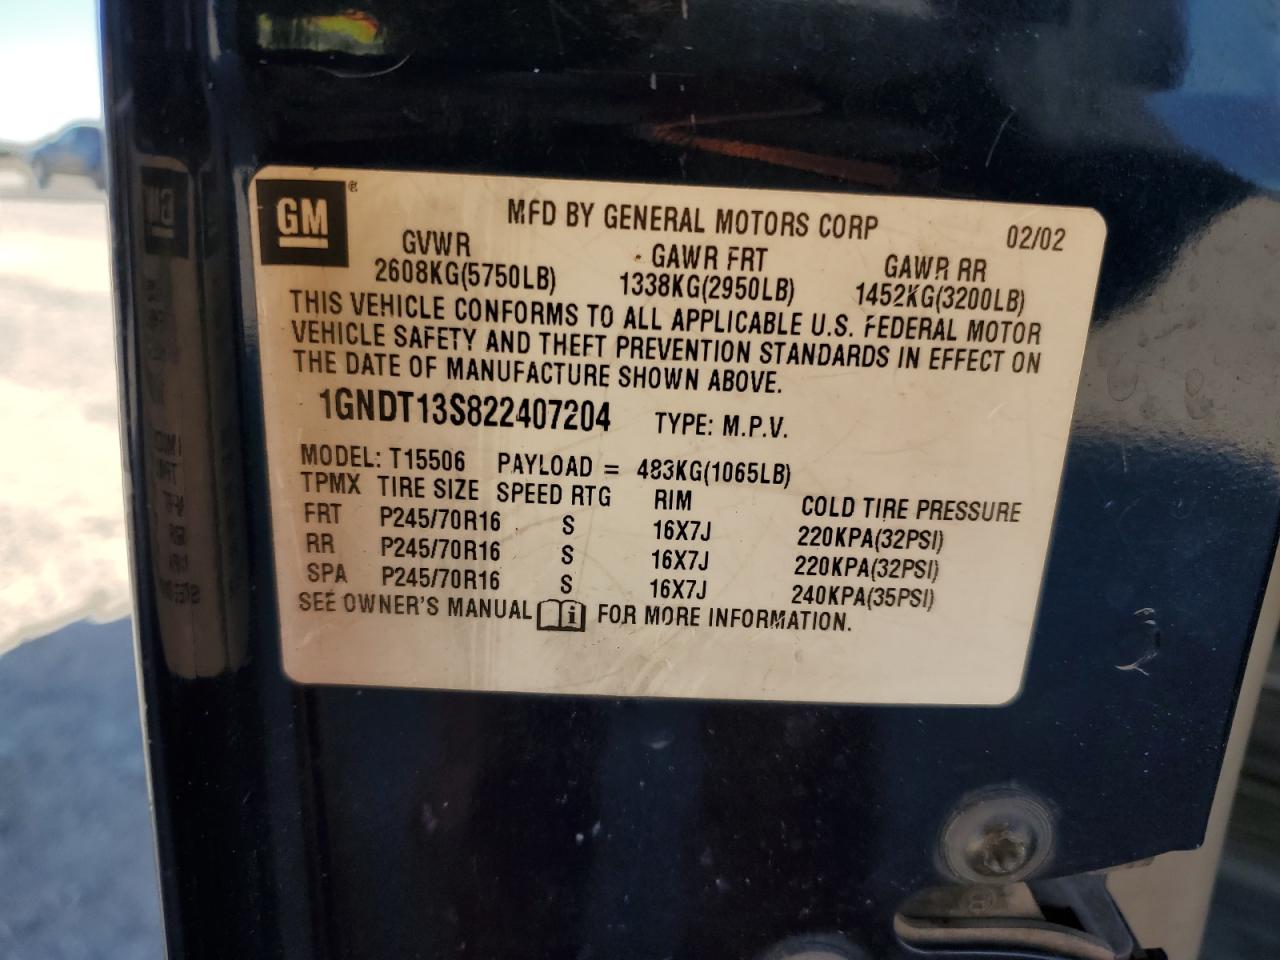 GM ®
MFD BY GENERAL MOTORS CORP 02/02
GVWR GAWR FRT GAWR RR
2608KG(5750LB) 1338KG(2950LB) 1452KG(3200LB)
THIS VEHICLE CONFORMS TO ALL APPLICABLE U.S. FEDERAL MOTOR
VEHICLE SAFETY AND THEFT PREVENTION STANDARDS IN EFFECT ON
THE DATE OF MANUFACTURE SHOWN ABOVE.
1GNDT13S822407204 TYPE: M.P.V.
MODEL: T15506 PAYLOAD = 483KG(1065LB)
TPMX TIRE SIZE SPEED RTG RIM COLD TIRE PRESSURE
FRT P245/70R16 S 16X7J 220KPA(32PSI)
RR P245/70R16 S 16X7J 220KPA(32PSI)
SPA P245/70R16 S 16X7J 240KPA(35PSI)
SEE OWNER'S MANUAL i FOR MORE INFORMATION.